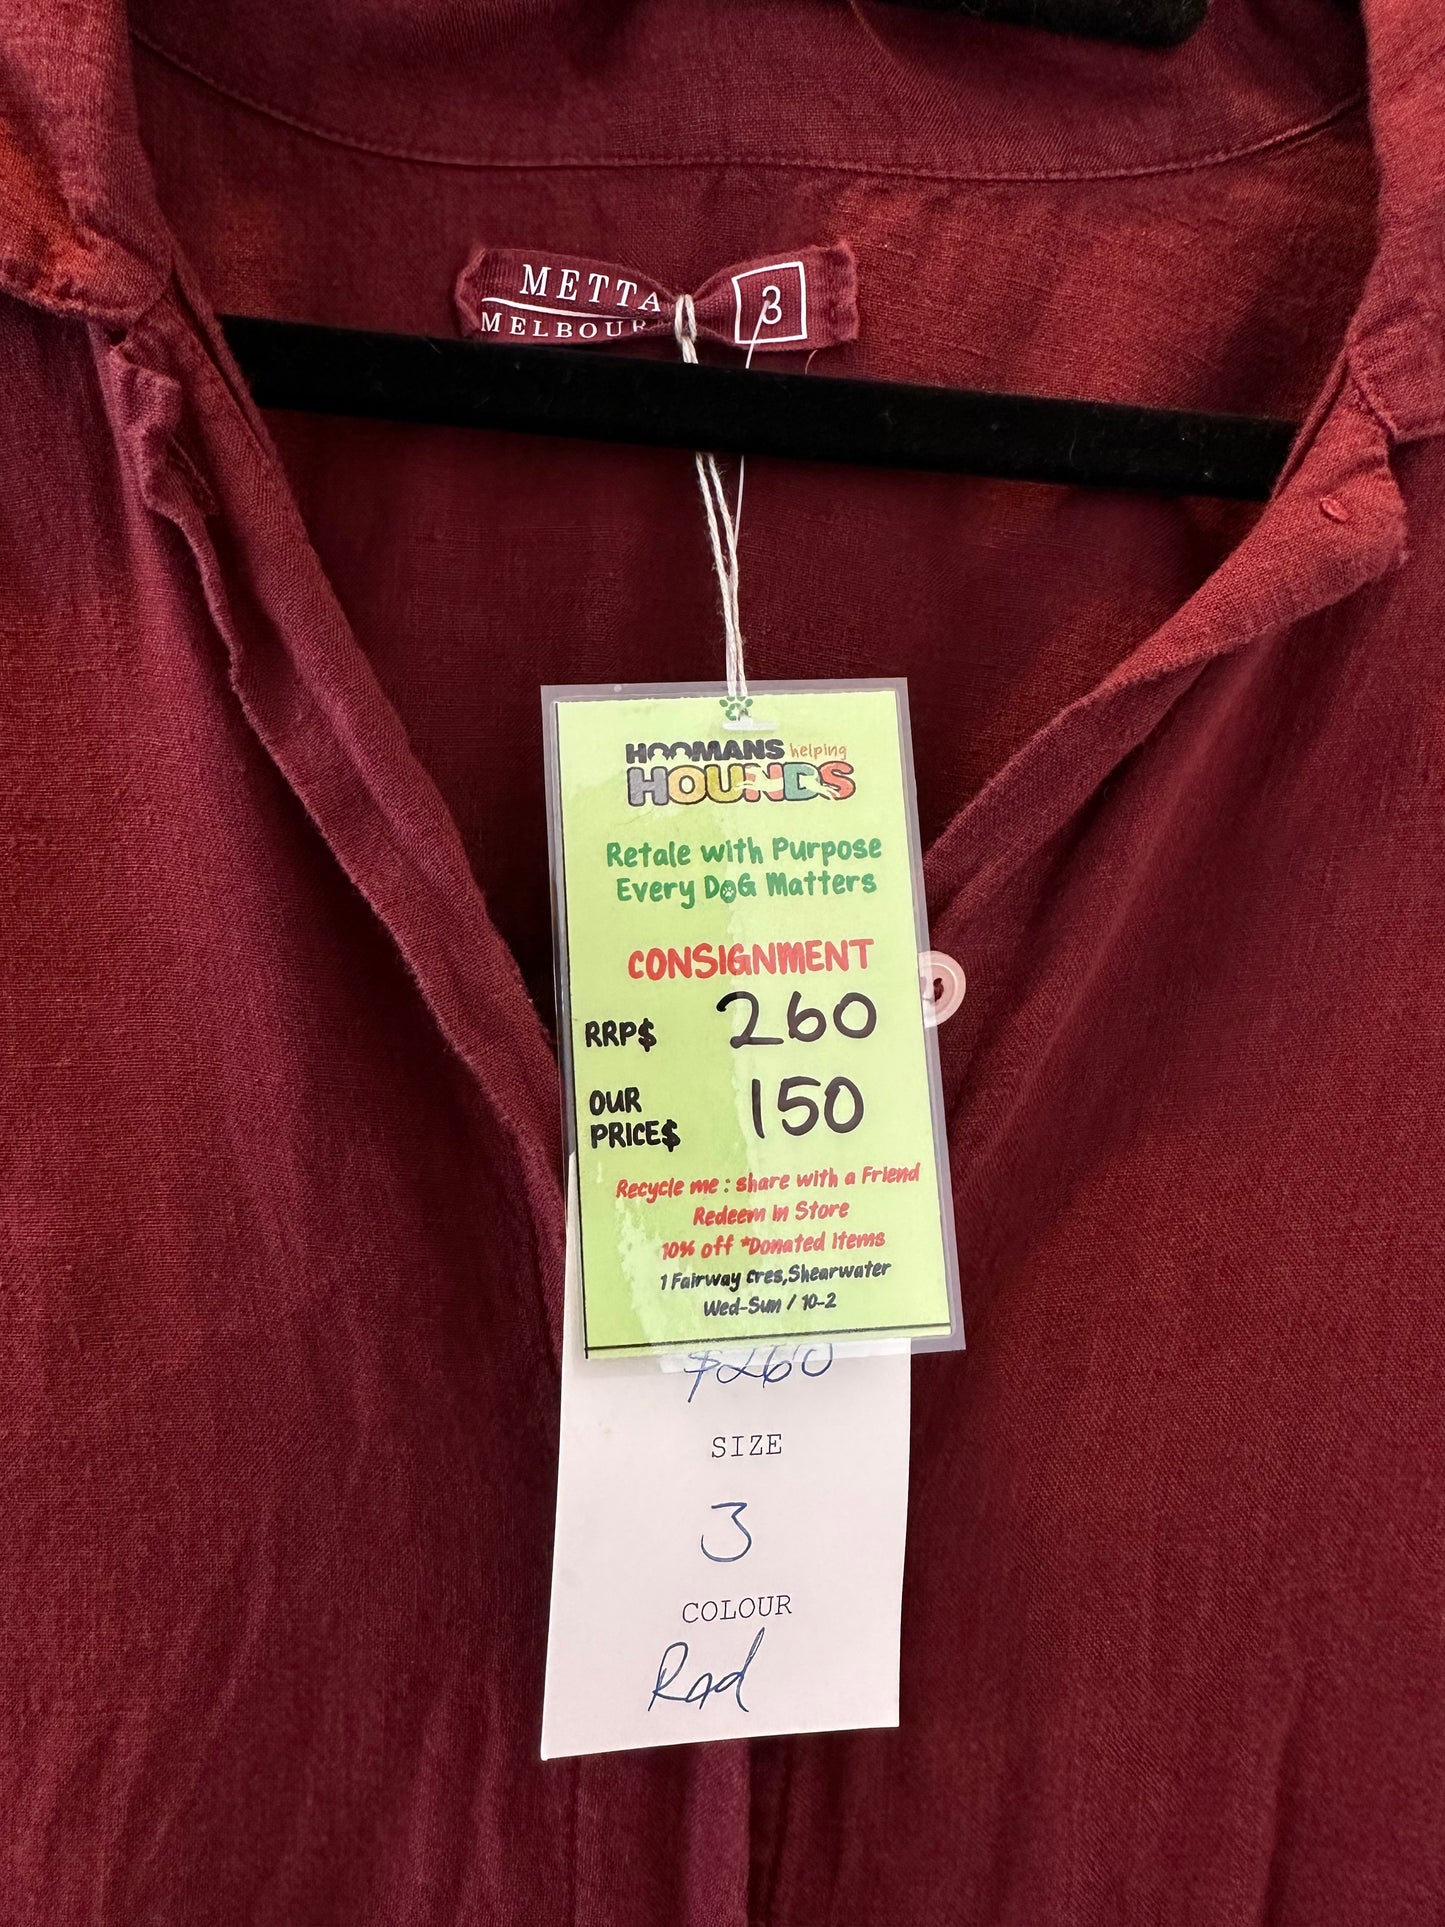 METTA
MELBOUR
3
HOOMANS helping
HOUNDS
Retale with Purpose
Every DOG Matters
CONSIGNMENT
RRP$ 260
OUR
PRICE$ 150
Recycle me : share with a Friend
Redeem in Store
10% off *Donated Items
1 Fairway Cres, Shearwater
Wed-Sun / 10-2
$260
SIZE
3
COLOUR
Red